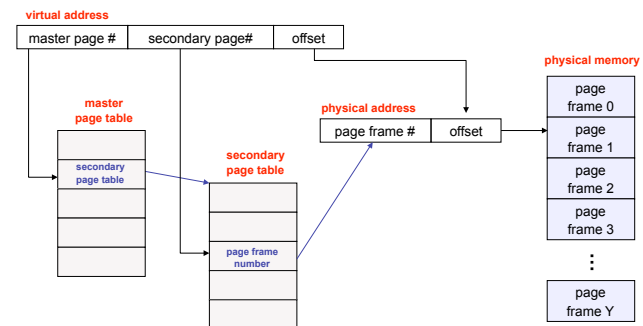 virtual address
master page #
secondary page#
offset
physical memory
master
page table
physical address
page
frame 0
page frame #
offset
page
frame 1
secondary
page table
secondary
page table
page
frame 2
page
frame 3
page frame
number
⋮
page
frame Y